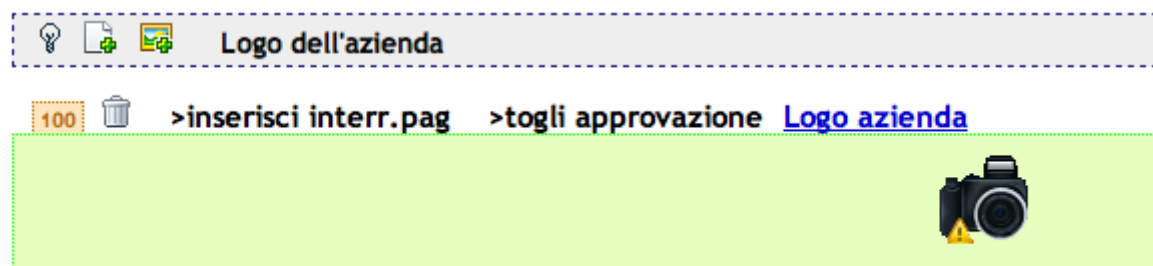 Logo dell'azienda
100 >inserisci interr.pag >togli approvazione Logo azienda